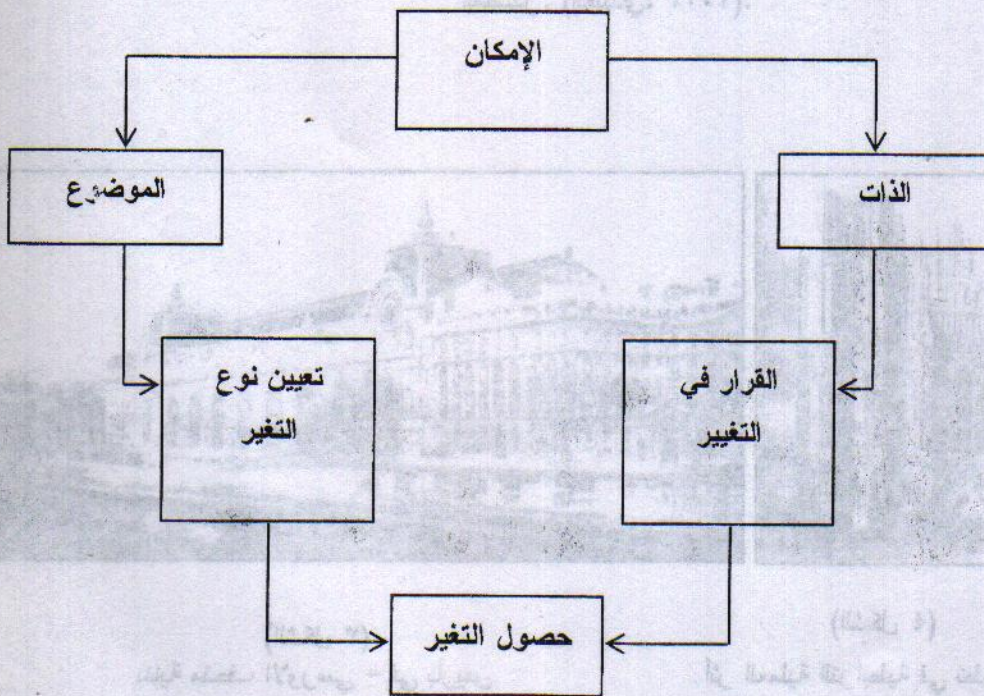 الإمكان
الذات
الموضوع
القرار في
التغيير
تعيين نوع
التغير
حصول التغير